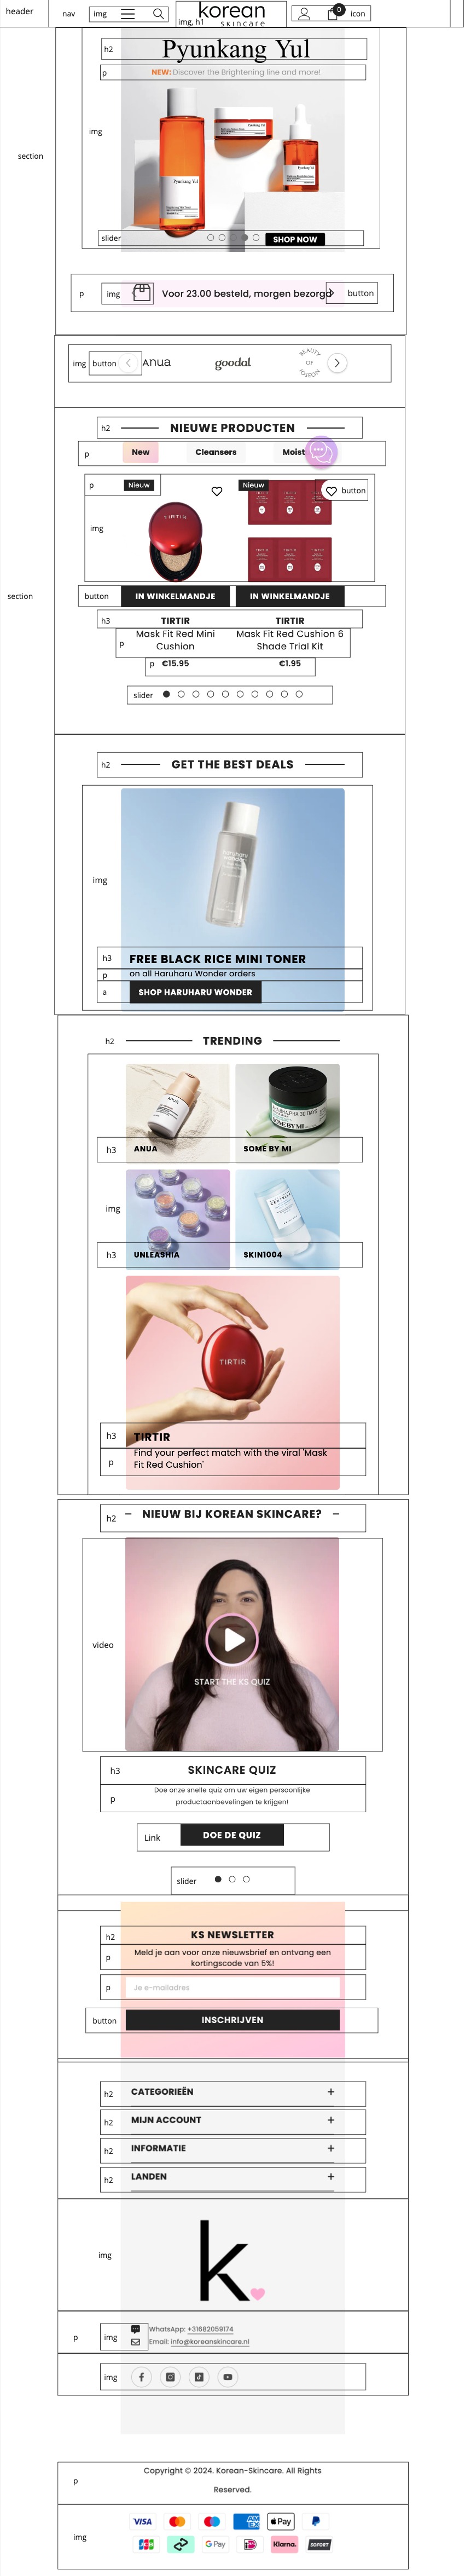 header
nav
img
korean
SKINCARE
img, h1
0
icon
h2
Pyunkang Yul
p
NEW: Discover the Brightening line and more!
img
Pyunkang Yul
section
slider
SHOP NOW
p
img
Voor 23.00 besteld, morgen bezorgd
button
img
button
Anua
goodal
BEAUTY
OF
JOSEON
h2
NIEUWE PRODUCTEN
p
New
Cleansers
Moist
p
Nieuw
Nieuw
button
img
TIRTIR
section
button
IN WINKELMANDJE
IN WINKELMANDJE
h3
TIRTIR
TIRTIR
p
Mask Fit Red Mini
Cushion
Mask Fit Red Cushion 6
Shade Trial Kit
p
€15.95
€1.95
slider
h2
GET THE BEST DEALS
img
h3
FREE BLACK RICE MINI TONER
p
on all Haruharu Wonder orders
a
SHOP HARUHARU WONDER
h2
TRENDING
ANUA
SOME BY MI
h3
ANUA
SOME BY MI
img
h3
UNLEASHIA
SKIN1004
TIRTIR
h3
TIRTIR
p
Find your perfect match with the viral 'Mask
Fit Red Cushion'
h2
NIEUW BIJ KOREAN SKINCARE?
video
START THE KS QUIZ
h3
SKINCARE QUIZ
p
Doe onze snelle quiz om uw eigen persoonlijke
productaanbevelingen te krijgen!
Link
DOE DE QUIZ
slider
h2
KS NEWSLETTER
p
Meld je aan voor onze nieuwsbrief en ontvang een
kortingscode van 5%!
p
Je e-mailadres
button
INSCHRIJVEN
h2
CATEGORIEËN
+
h2
MIJN ACCOUNT
+
h2
INFORMATIE
+
h2
LANDEN
+
img
k
p
img
WhatsApp: +31682059174
Email: info@koreanskincare.nl
img
p
Copyright © 2024. Korean-Skincare. All Rights
Reserved.
img
VISA
AMEX
Pay
JCB
G Pay
iD
Klarna.
SOFORT